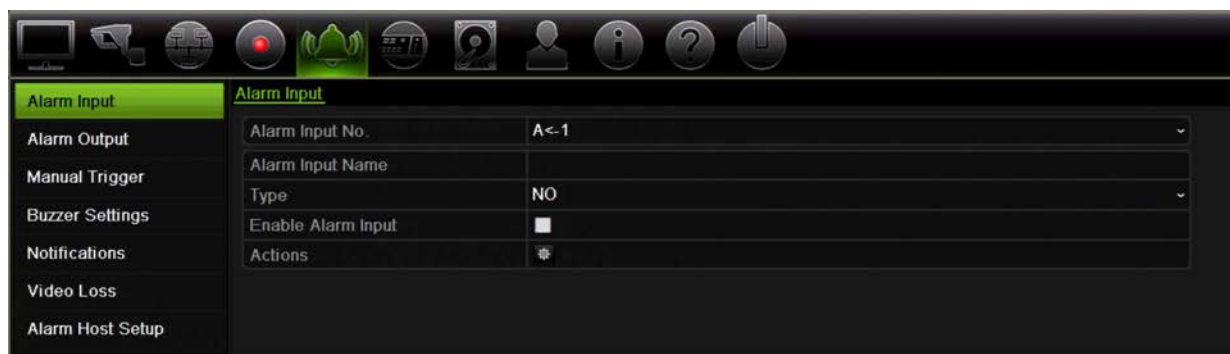 Alarm Input
Alarm Output
Manual Trigger
Buzzer Settings
Notifications
Video Loss
Alarm Host Setup
Alarm Input
Alarm Input No. A<-1
Alarm Input Name
Type NO
Enable Alarm Input
Actions